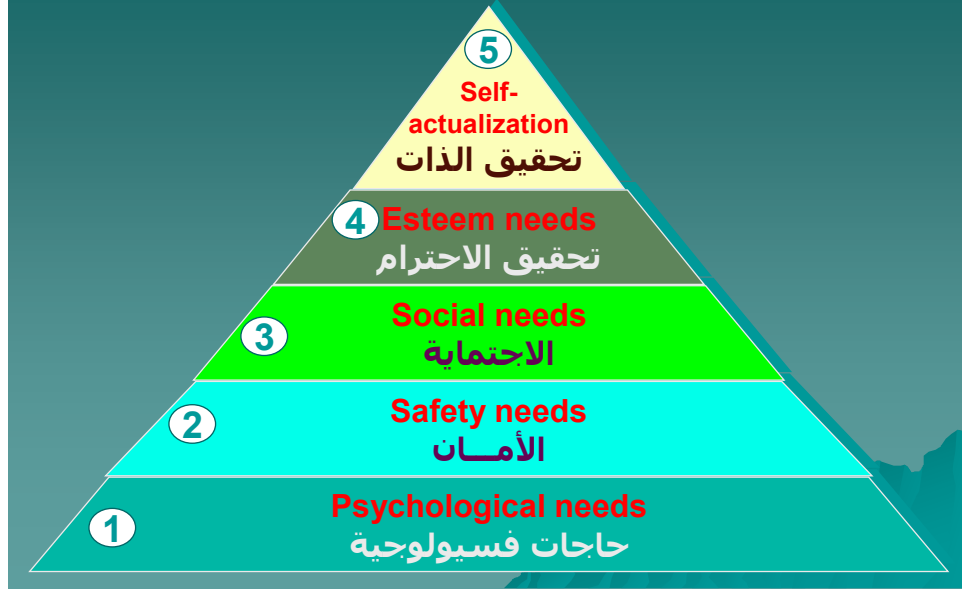 5
Self-
actualization
تحقيق الذات
4 Esteem needs
تحقيق الاحترام
Social needs
3
الاجتماية
Safety needs
2
الأمـــان
Psychological needs
1
حاجات فسيولوجية